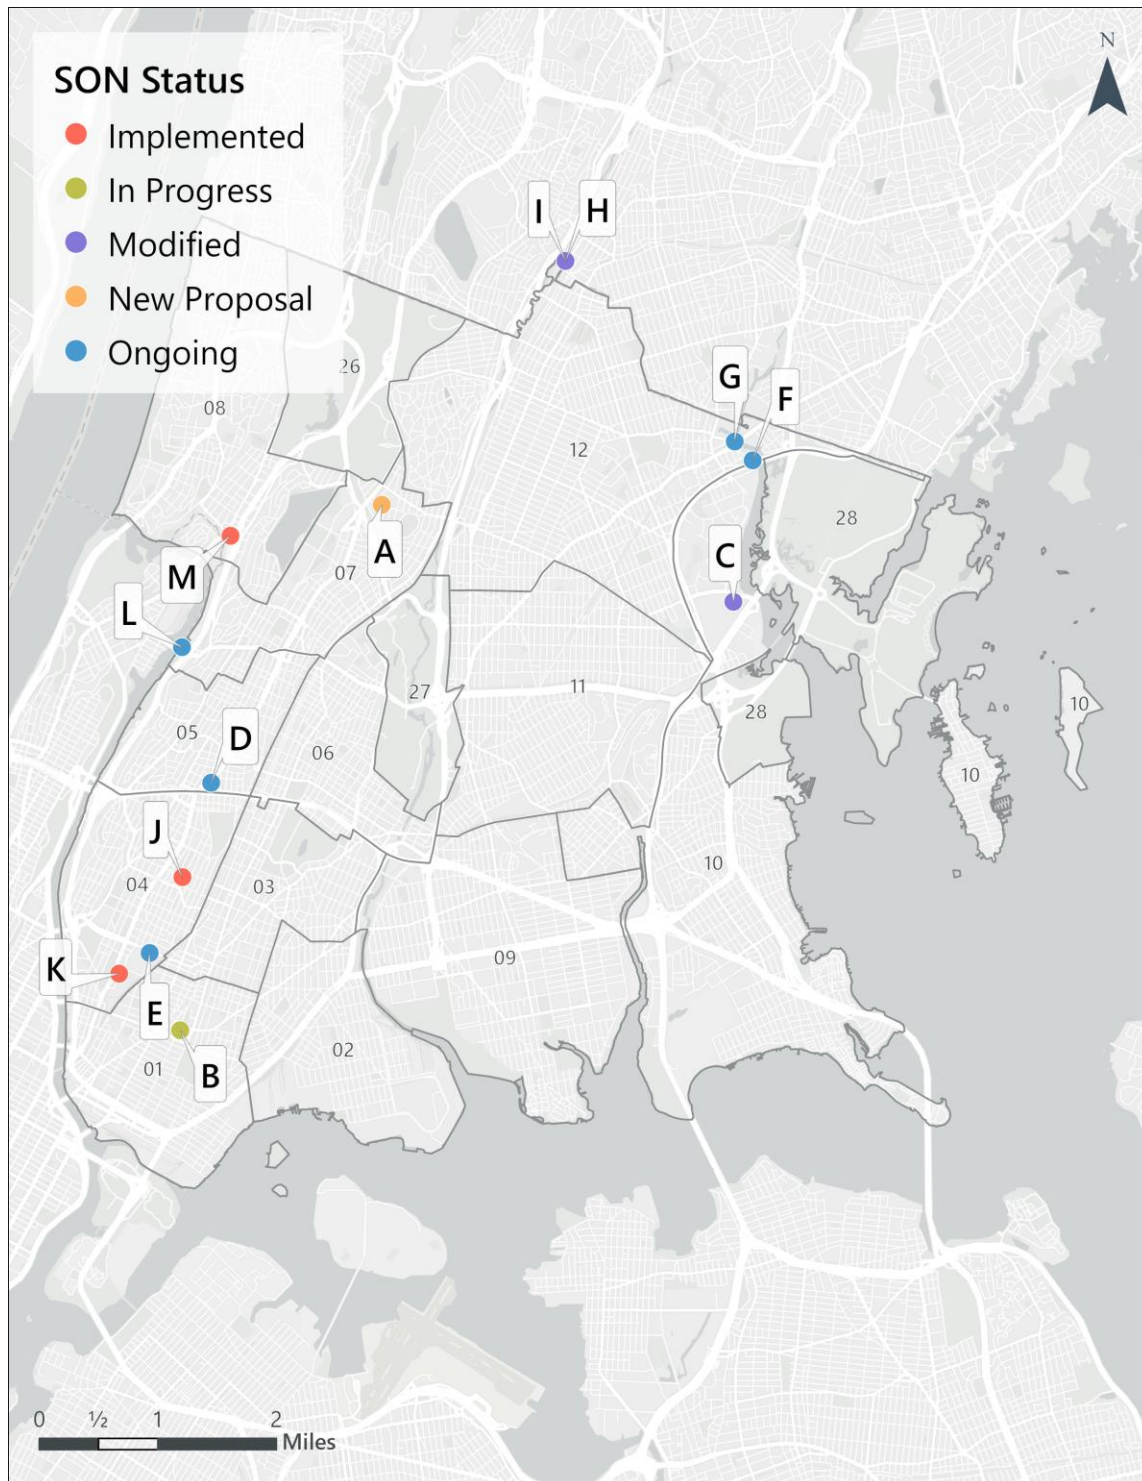 N
SON Status
Implemented
In Progress
Modified
New Proposal
Ongoing
I H
26
08
G
F
12
A
28
M
C
07
L
27
11
10
28
05
D
06
10
J
04
03
10
K
09
E
02
01
B
0 ½ 1 2
Miles